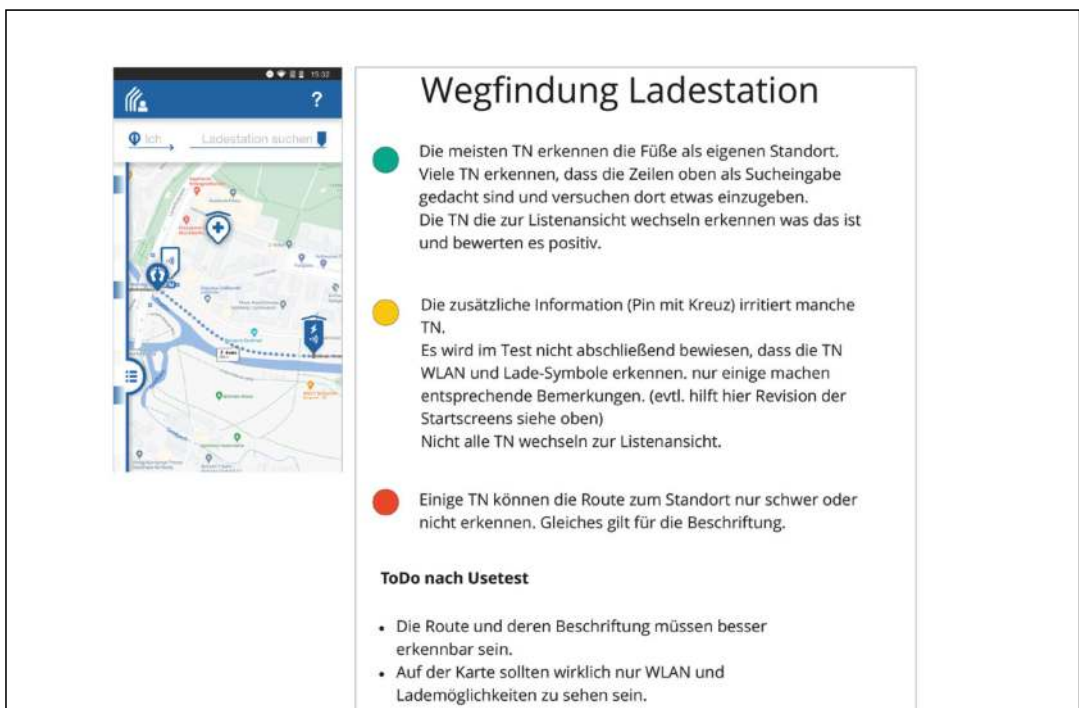 15:32
?
Ich
Ladestation suchen
Wegfindung Ladestation
Die meisten TN erkennen die Füße als eigenen Standort.
Viele TN erkennen, dass die Zeilen oben als Sucheingabe
gedacht sind und versuchen dort etwas einzugeben.
Die TN die zur Listenansicht wechseln erkennen was das ist
und bewerten es positiv.
Die zusätzliche Information (Pin mit Kreuz) irritiert manche
TN.
Es wird im Test nicht abschließend bewiesen, dass die TN
WLAN und Lade-Symbole erkennen. nur einige machen
entsprechende Bemerkungen. (evtl. hilft hier Revision der
Startscreens siehe oben)
Nicht alle TN wechseln zur Listenansicht.
Einige TN können die Route zum Standort nur schwer oder
nicht erkennen. Gleiches gilt für die Beschriftung.
ToDo nach Usetest
• Die Route und deren Beschriftung müssen besser
erkennbar sein.
• Auf der Karte sollten wirklich nur WLAN und
Lademöglichkeiten zu sehen sein.